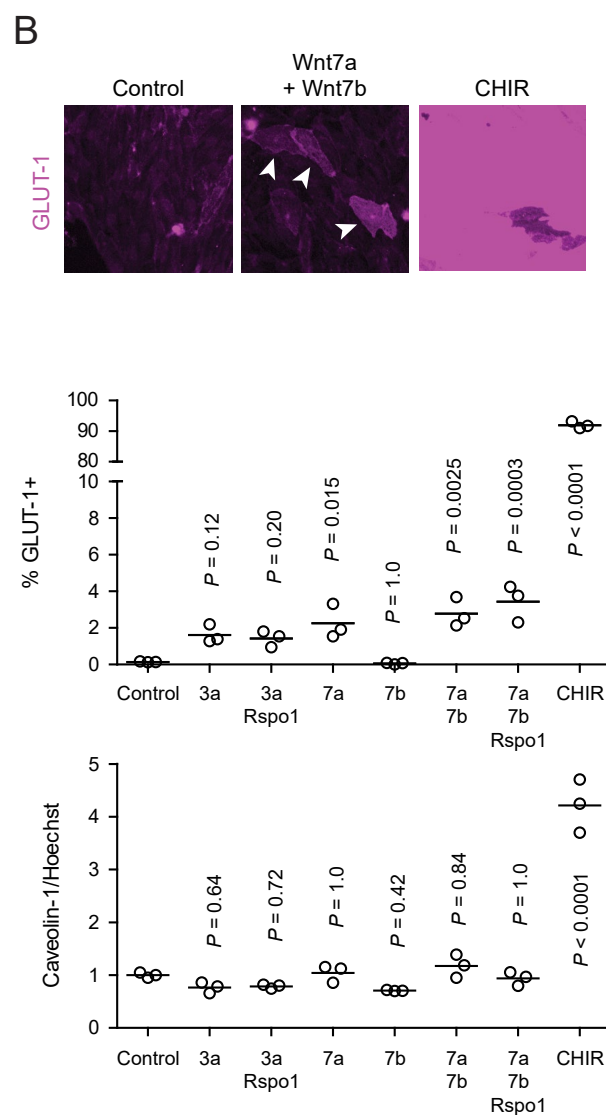 B
Control
Wnt7a
+ Wnt7b
CHIR
GLUT-1
% GLUT-1+
100
90
80
10
8
6
4
2
0
P = 0.12
P = 0.20
P = 0.015
P = 1.0
P = 0.0025
P = 0.0003
P < 0.0001
Control
3a
3a
Rspo1
7a
7b
7a
7b
7a
7b
Rspo1
CHIR
Caveolin-1/Hoechst
5
4
3
2
1
0
P = 0.64
P = 0.72
P = 1.0
P = 0.42
P = 0.84
P = 1.0
P < 0.0001
Control
3a
3a
Rspo1
7a
7b
7a
7b
7a
7b
Rspo1
CHIR